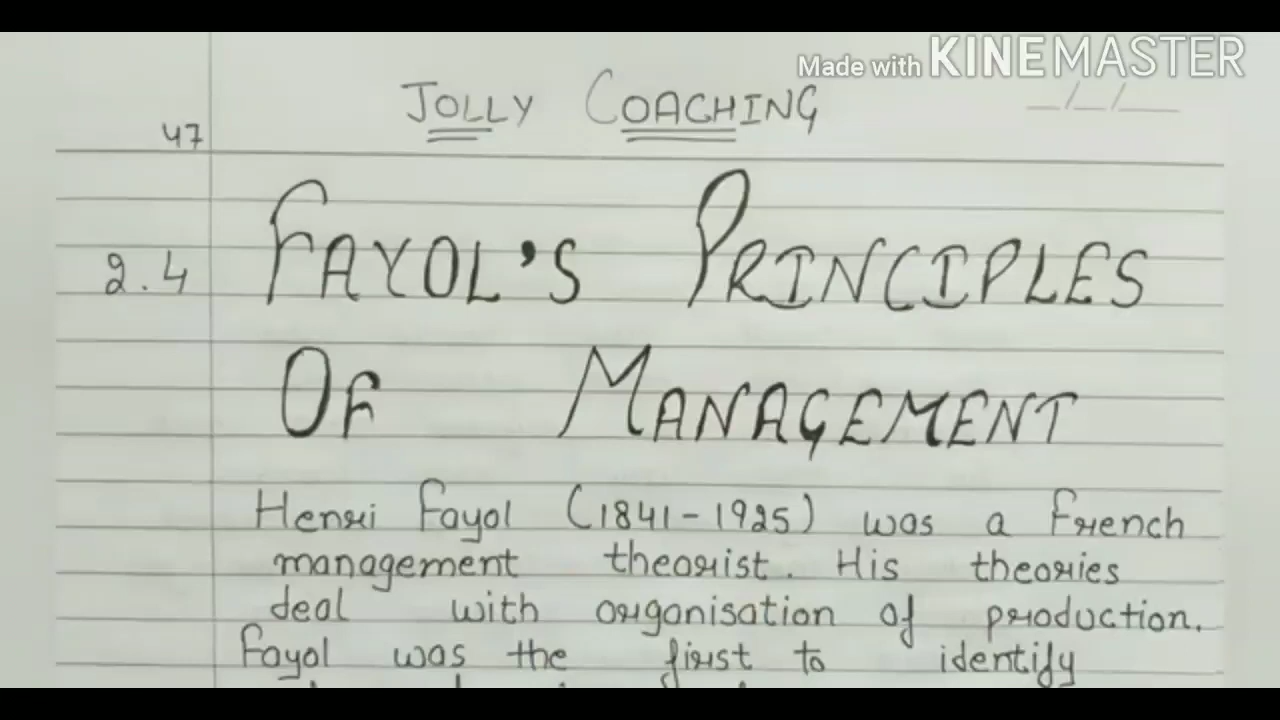 Made with KINEMASTER
JOLLY COACHING
_/_/_
47
2.4 FAYOL'S PRINCIPLES
OF MANAGEMENT
Henri Fayol (1841-1925) was a French
management theorist. His theories
deal with organisation of production.
Fayol was the first to identify